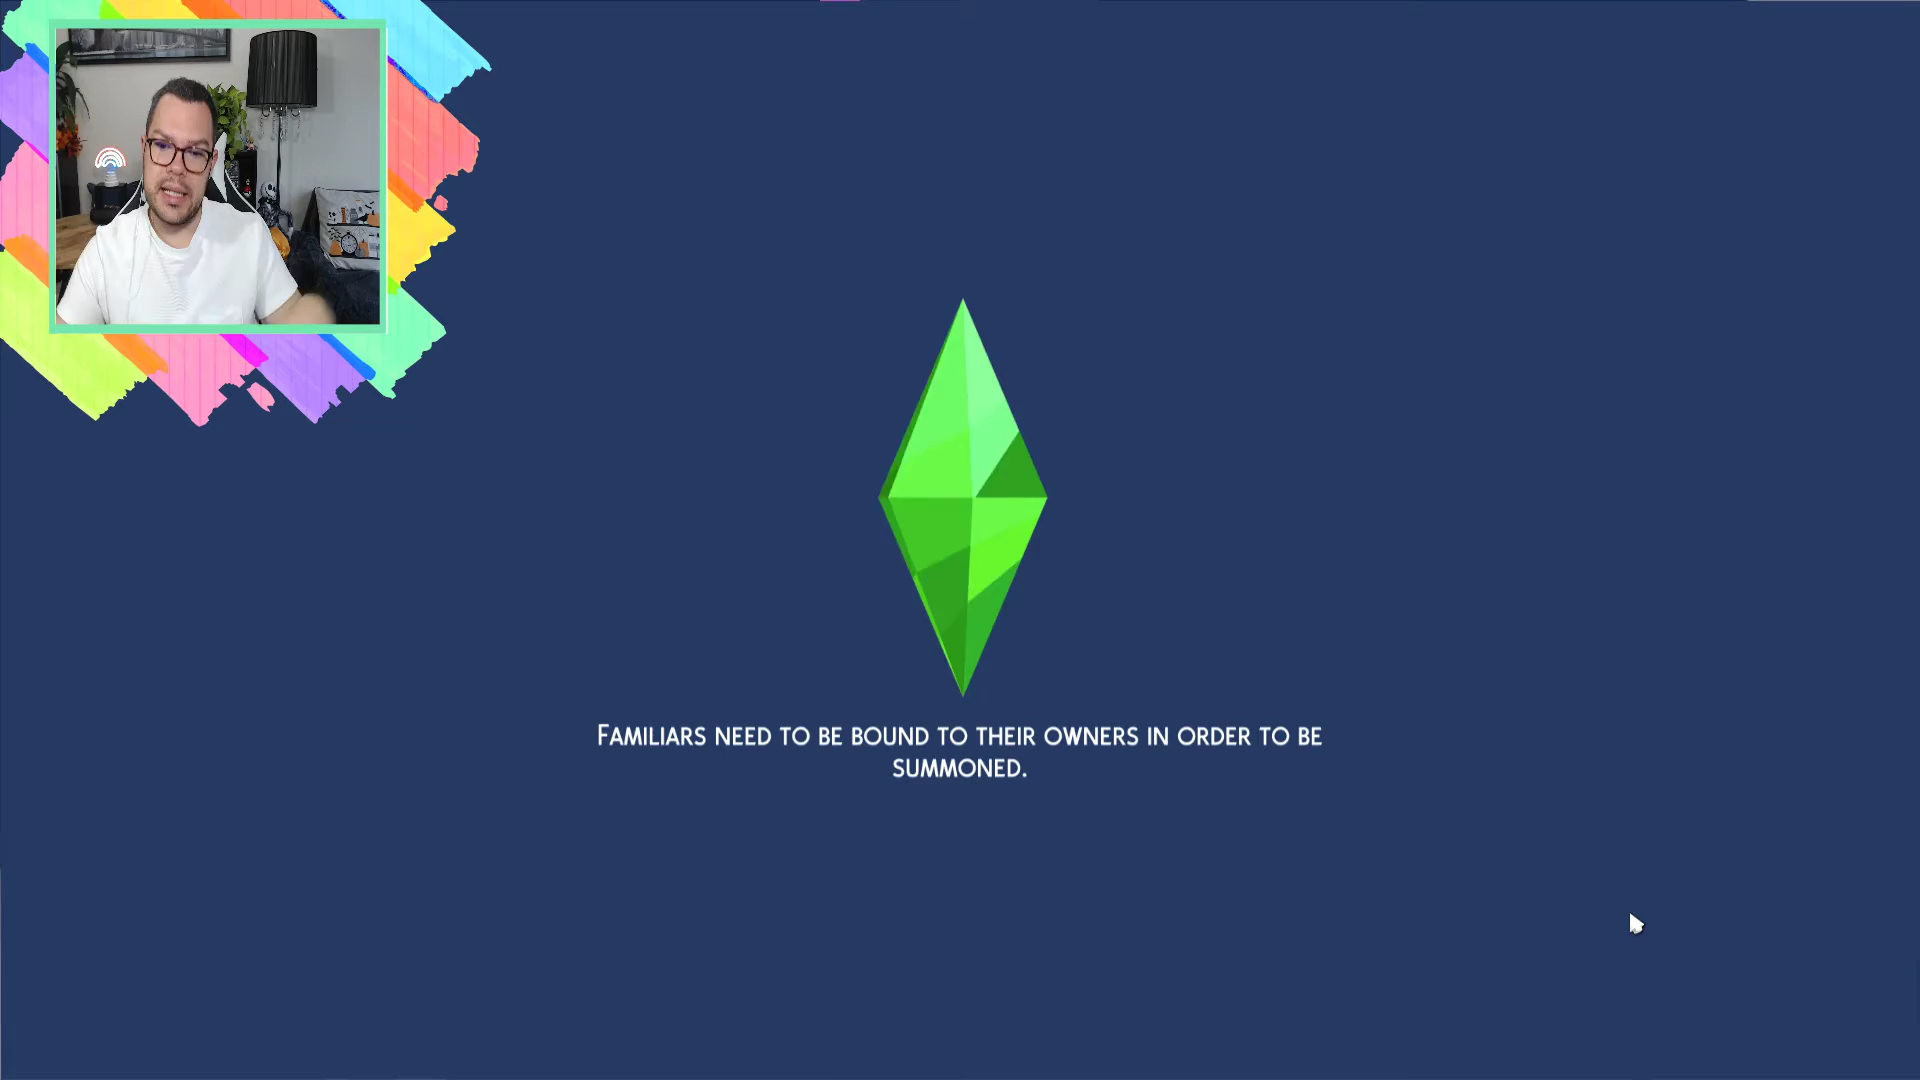 Familiars need to be bound to their owners in order to be
summoned.